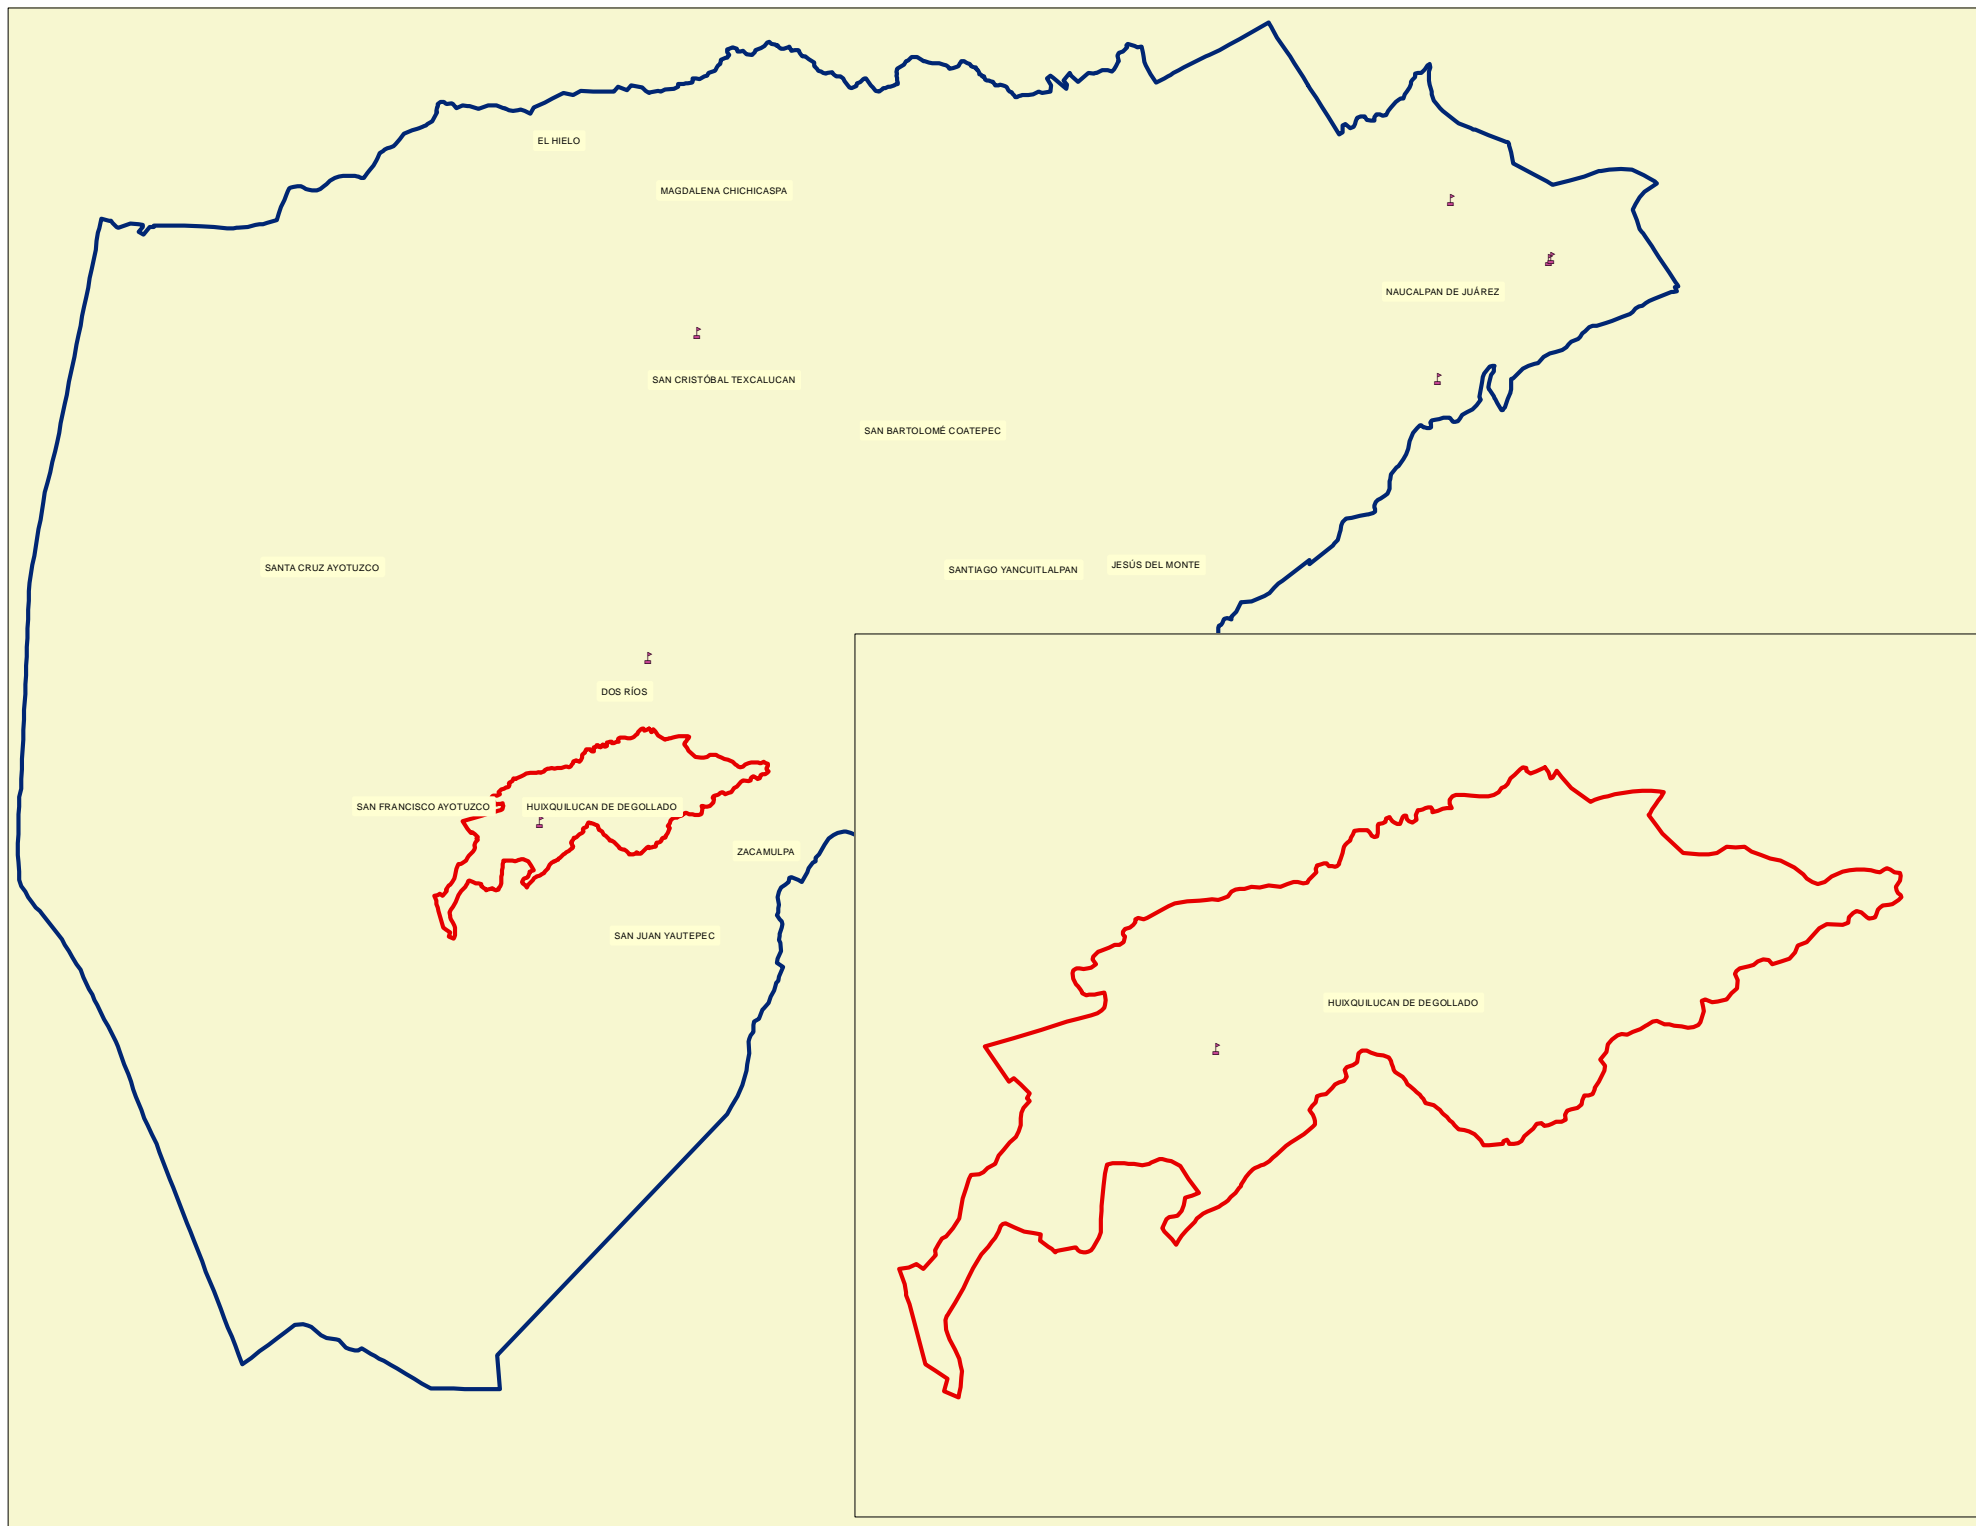 EL HIELO
MAGDALENA CHICHICASPA
NAUCALPAN DE JUÁREZ
SAN CRISTÓBAL TEXCALUCAN
SAN BARTOLOMÉ COATEPEC
SANTA CRUZ AYOTUZCO
SANTIAGO YANCUITLALPAN
JESÚS DEL MONTE
DOS RÍOS
SAN FRANCISCO AYOTUZCO
HUIXQUILUCAN DE DEGOLLADO
ZACAMULPA
SAN JUAN YAUTEPEC
HUIXQUILUCAN DE DEGOLLADO